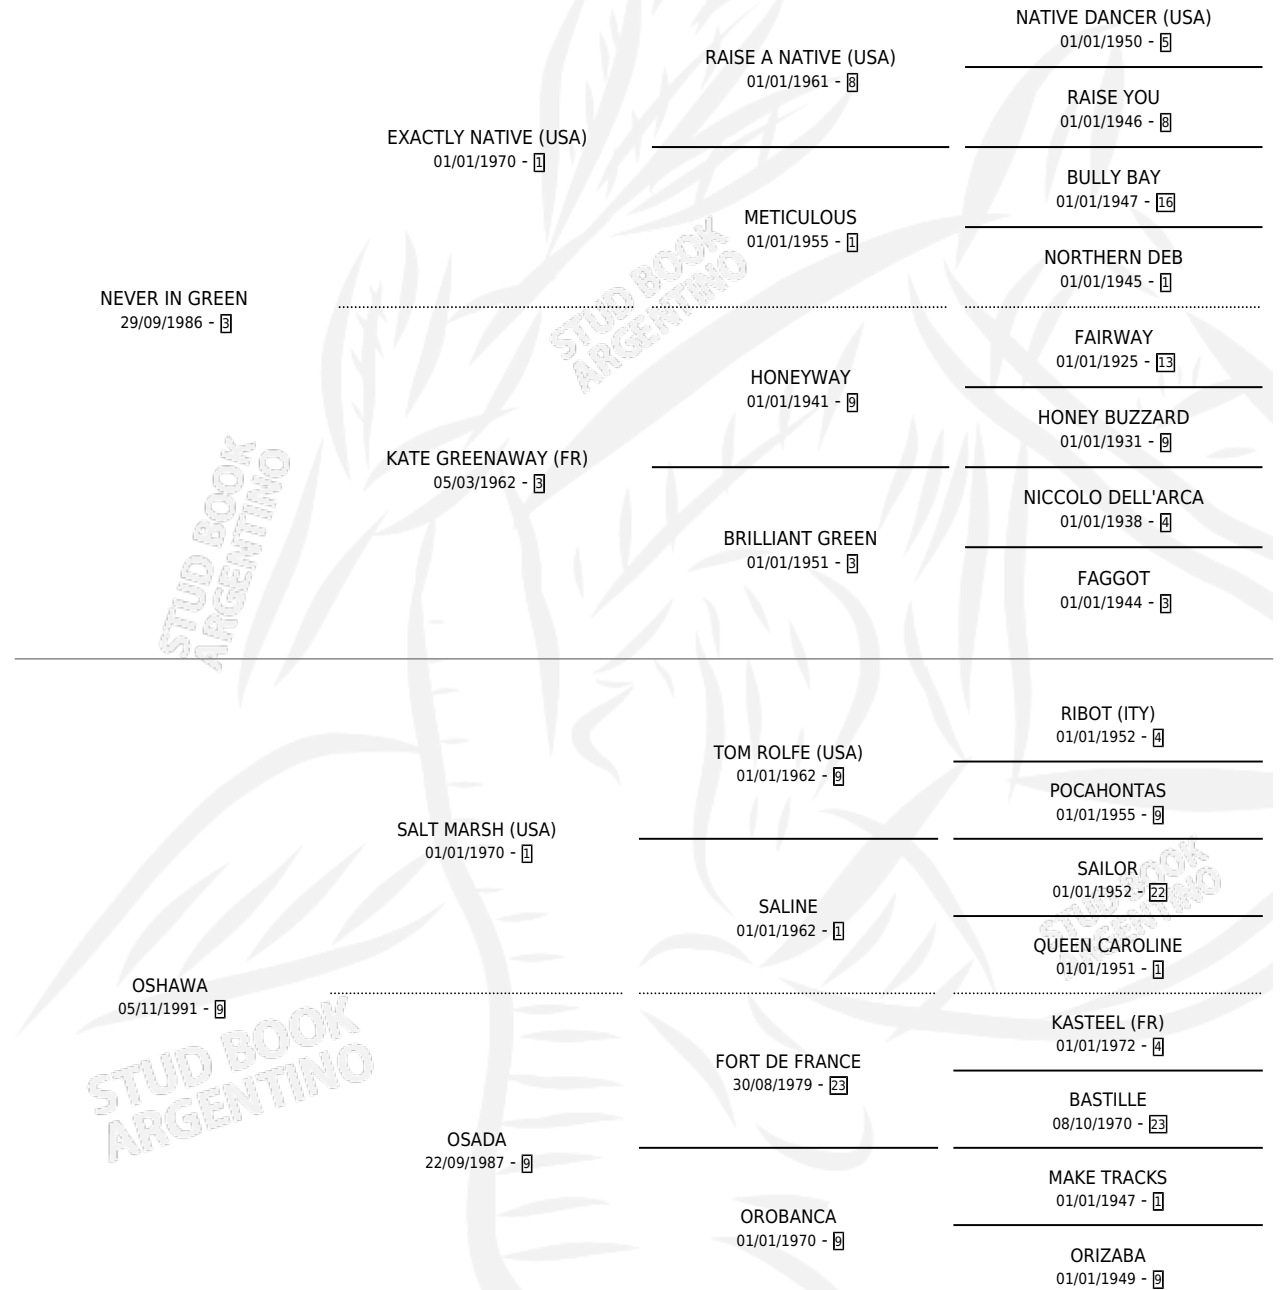 NATIVE DANCER (USA)
01/01/1950 - 5
RAISE A NATIVE (USA)
01/01/1961 - 8
RAISE YOU
01/01/1946 - 8
EXACTLY NATIVE (USA)
01/01/1970 - 1
BULLY BAY
01/01/1947 - 16
METICULOUS
01/01/1955 - 1
NORTHERN DEB
01/01/1945 - 1
NEVER IN GREEN
29/09/1986 - 3
FAIRWAY
01/01/1925 - 13
HONEYWAY
01/01/1941 - 9
HONEY BUZZARD
01/01/1931 - 9
KATE GREENAWAY (FR)
05/03/1962 - 3
NICCOLO DELL'ARCA
01/01/1938 - 4
BRILLIANT GREEN
01/01/1951 - 3
FAGGOT
01/01/1944 - 3
RIBOT (ITY)
01/01/1952 - 4
TOM ROLFE (USA)
01/01/1962 - 9
POCAHONTAS
01/01/1955 - 9
SALT MARSH (USA)
01/01/1970 - 1
SAILOR
01/01/1952 - 22
SALINE
01/01/1962 - 1
QUEEN CAROLINE
01/01/1951 - 1
OSHAWA
05/11/1991 - 9
KASTEEL (FR)
01/01/1972 - 4
FORT DE FRANCE
30/08/1979 - 23
BASTILLE
08/10/1970 - 23
OSADA
22/09/1987 - 9
MAKE TRACKS
01/01/1947 - 1
OROBANCA
01/01/1970 - 9
ORIZABA
01/01/1949 - 9
STUD BOOK
ARGENTINO
STUD BOOK
ARGENTINO
STUD BOOK
ARGENTINO
STUD BOOK
ARGENTINO